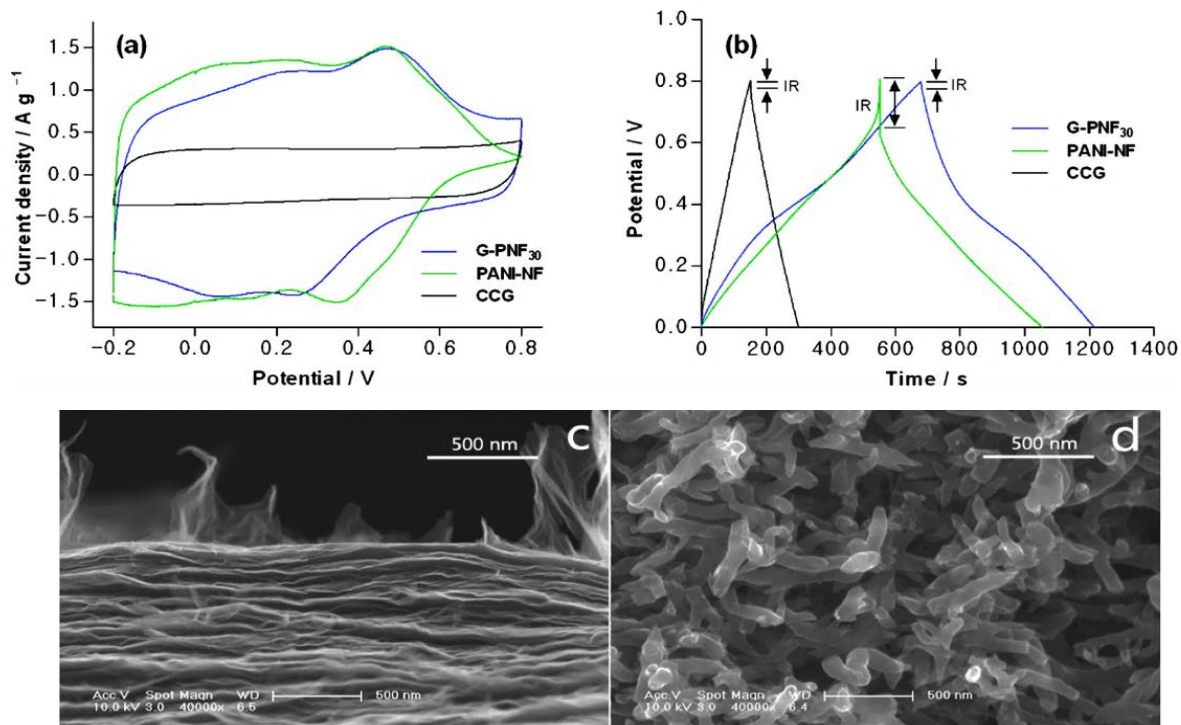 (a)
1.5
1.0
0.5
0.0
−0.5
−1.0
−1.5
Current density / A g⁻¹
G-PNF₃₀
PANI-NF
CCG
−0.2 0.0 0.2 0.4 0.6 0.8
Potential / V
(b)
1.0
0.8
0.6
0.4
0.2
0.0
Potential / V
IR
IR
IR
G-PNF₃₀
PANI-NF
CCG
0 200 400 600 800 1000 1200 1400
Time / s
c
500 nm
Acc.V Spot Magn WD
10.0 kV 3.0 40000x 6.5
500 nm
d
500 nm
Acc.V Spot Magn WD
10.0 kV 3.0 40000x 6.4
500 nm